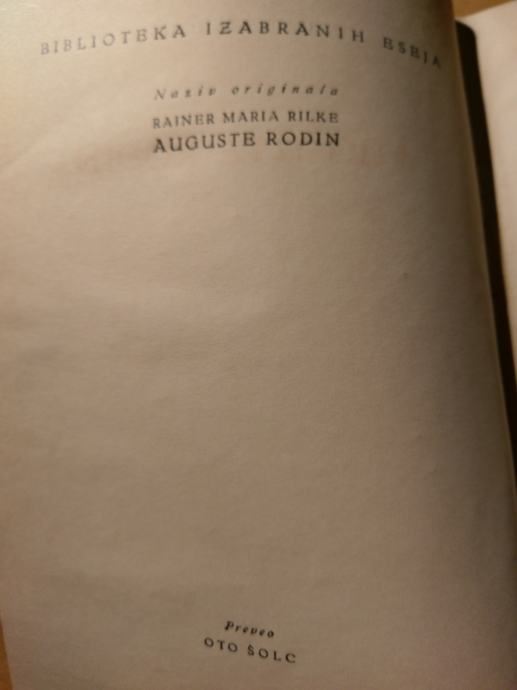 BIBLIOTEKA IZABRANIH ESEJA
Naziv originala
RAINER MARIA RILKE
AUGUSTE RODIN
Preveo
OTO ŠOLC